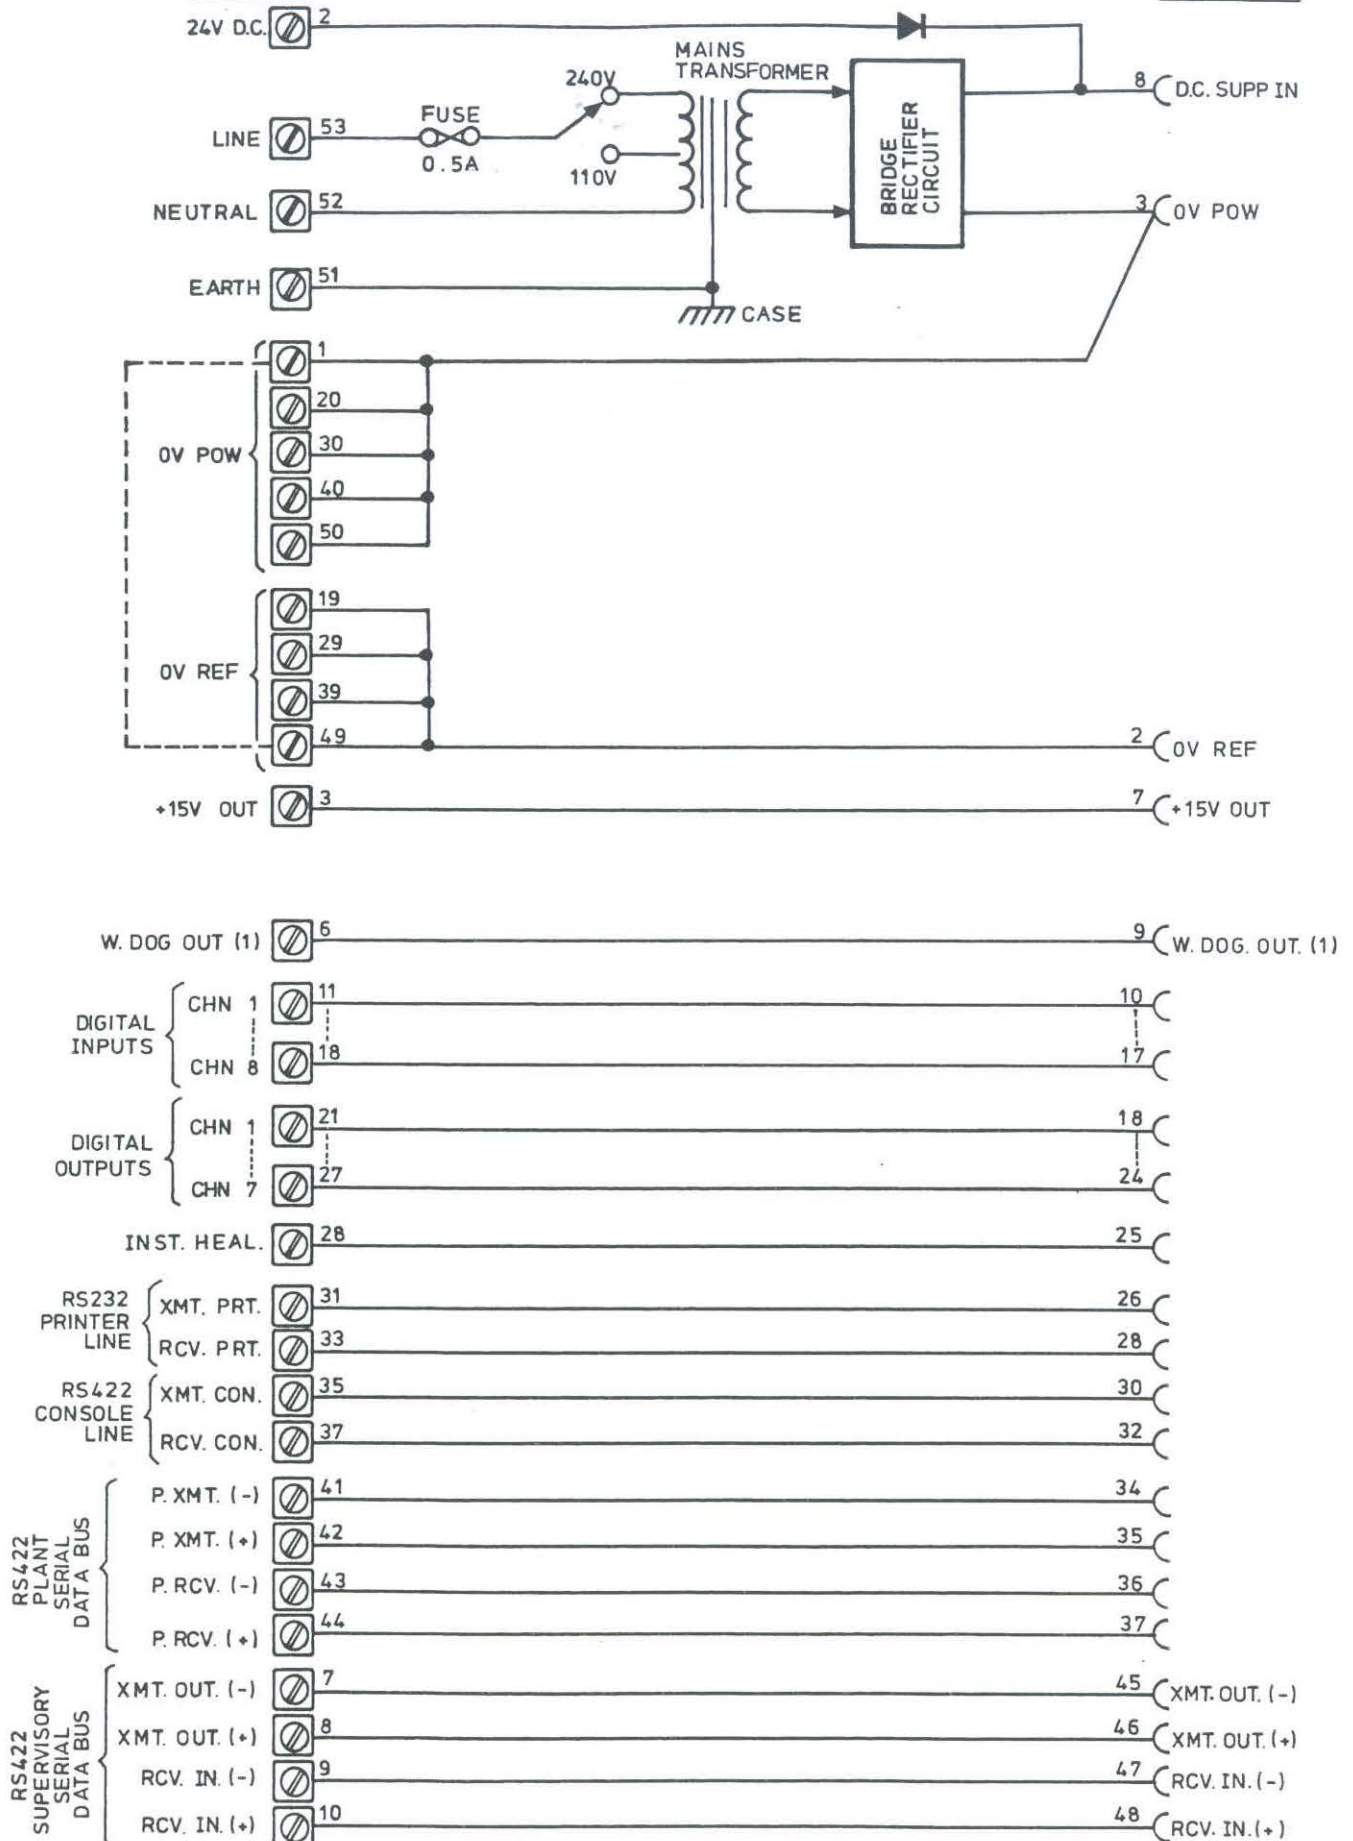 24V D.C. 2
MAINS
TRANSFORMER
240V
8 D.C. SUPP IN
LINE 53
FUSE
0.5A
110V
BRIDGE
RECTIFIER
CIRCUIT
NEUTRAL 52
3 0V POW
EARTH 51
CASE
1
20
0V POW 30
40
50
19
29
0V REF
39
49
2 0V REF
+15V OUT 3
7 +15V OUT
W. DOG OUT (1) 6
9 W. DOG. OUT. (1)
DIGITAL
INPUTS
CHN 1 11
10
CHN 8 18
17
DIGITAL
OUTPUTS
CHN 1 21
18
CHN 7 27
24
INST. HEAL. 28
25
RS232
PRINTER
LINE
XMT. PRT. 31
26
RCV. PRT. 33
28
RS422
CONSOLE
LINE
XMT. CON. 35
30
RCV. CON. 37
32
RS422
PLANT
SERIAL
DATA BUS
P. XMT. (-) 41
34
P. XMT. (+) 42
35
P. RCV. (-) 43
36
P. RCV. (+) 44
37
RS422
SUPERVISORY
SERIAL
DATA BUS
XMT. OUT. (-) 7
45 XMT. OUT. (-)
XMT. OUT. (+) 8
46 XMT. OUT. (+)
RCV. IN. (-) 9
47 RCV. IN. (-)
RCV. IN. (+) 10
48 RCV. IN. (+)